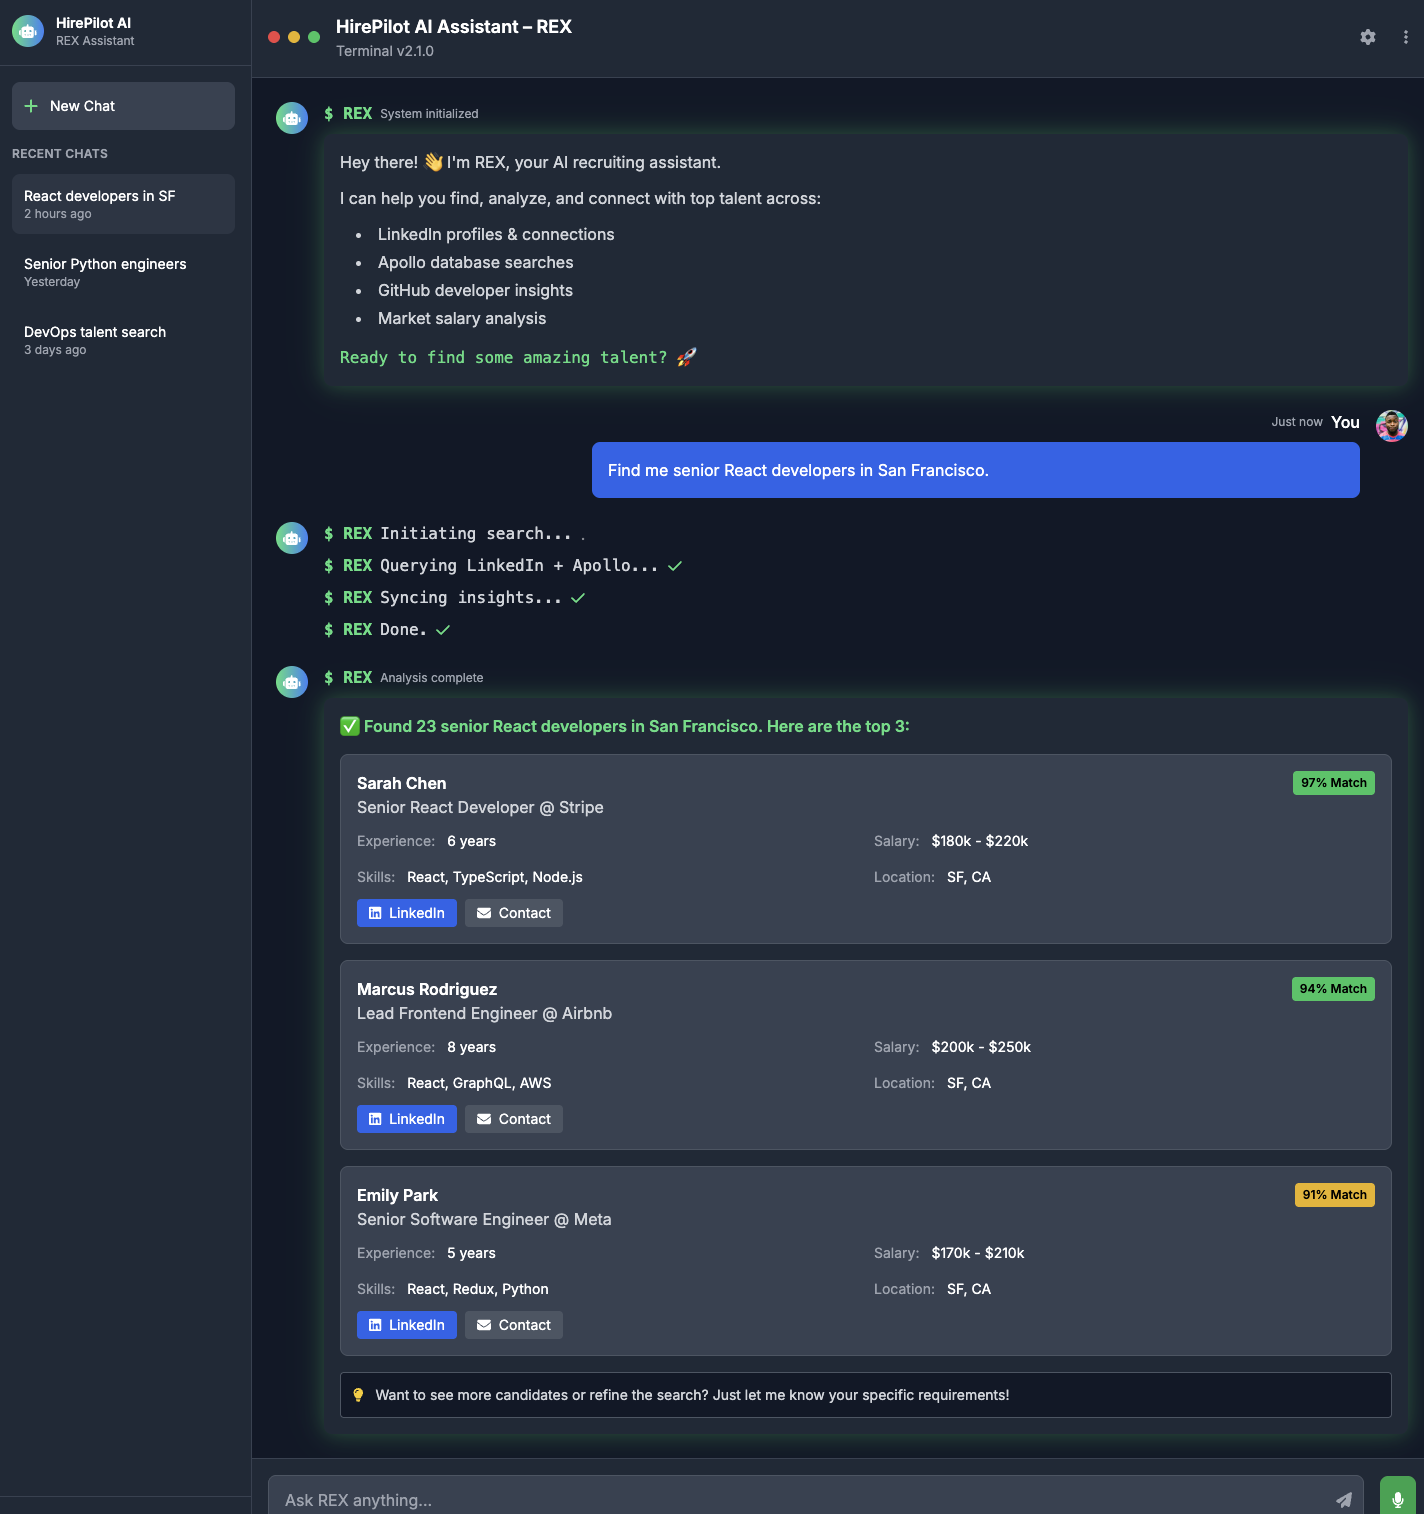 HirePilot AI
REX Assistant
New Chat
RECENT CHATS
React developers in SF
2 hours ago
Senior Python engineers
Yesterday
DevOps talent search
3 days ago
HirePilot AI Assistant – REX
Terminal v2.1.0
$ REX System initialized
Hey there! 👋 I'm REX, your AI recruiting assistant.
I can help you find, analyze, and connect with top talent across:
• LinkedIn profiles & connections
• Apollo database searches
• GitHub developer insights
• Market salary analysis
Ready to find some amazing talent? 🚀
Just now You
Find me senior React developers in San Francisco.
$ REX Initiating search... .
$ REX Querying LinkedIn + Apollo... ✓
$ REX Syncing insights... ✓
$ REX Done. ✓
$ REX Analysis complete
✅ Found 23 senior React developers in San Francisco. Here are the top 3:
Sarah Chen
97% Match
Senior React Developer @ Stripe
Experience: 6 years
Salary: $180k - $220k
Skills: React, TypeScript, Node.js
Location: SF, CA
LinkedIn
Contact
Marcus Rodriguez
94% Match
Lead Frontend Engineer @ Airbnb
Experience: 8 years
Salary: $200k - $250k
Skills: React, GraphQL, AWS
Location: SF, CA
LinkedIn
Contact
Emily Park
91% Match
Senior Software Engineer @ Meta
Experience: 5 years
Salary: $170k - $210k
Skills: React, Redux, Python
Location: SF, CA
LinkedIn
Contact
💡 Want to see more candidates or refine the search? Just let me know your specific requirements!
Ask REX anything...